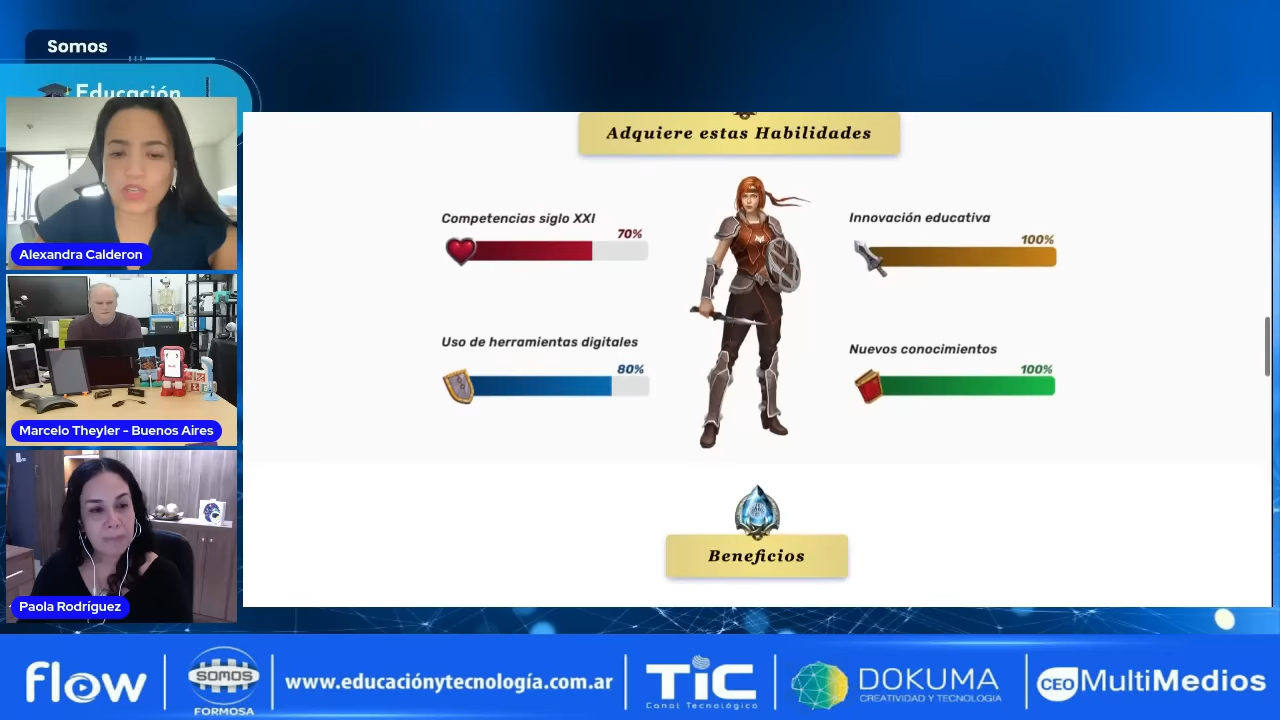 Somos
Educación
Alexandra Calderon
Marcelo Theyler - Buenos Aires
Paola Rodríguez
Adquiere estas Habilidades
Competencias siglo XXI
70%
Innovación educativa
100%
Uso de herramientas digitales
80%
Nuevos conocimientos
100%
Beneficios
flow
SOMOS
FORMOSA
www.educaciónytecnología.com.ar
TiC
Canal Tecnológico
DOKUMA
CREATIVIDAD Y TECNOLOGIA
CEO MultiMedios